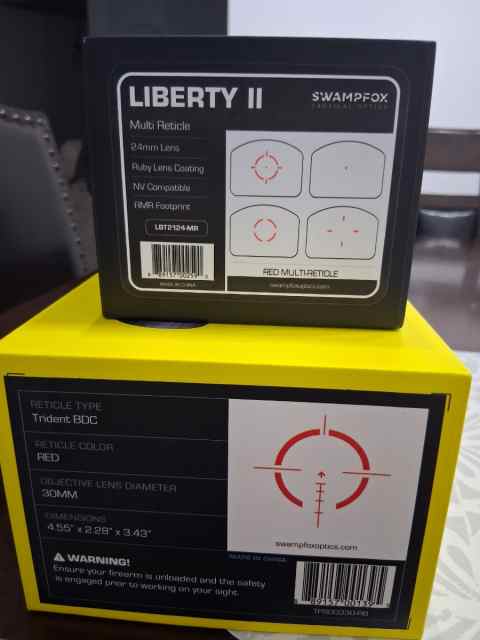 LIBERTY II
SWAMPFOX
TACTICAL OPTICS
Multi Reticle
24mm Lens
Ruby Lens Coating
NV Compatible
RMR Footprint
LBT2124-MR
MADE IN CHINA
RED MULTI-RETICLE
swampfoxoptics.com
RETICLE TYPE
Trident BDC
RETICLE COLOR
RED
OBJECTIVE LENS DIAMETER
30MM
DIMENSIONS
4.55" x 2.28" x 3.43"
swampfoxoptics.com
MADE IN CHINA
WARNING!
Ensure your firearm is unloaded and the safety
is engaged prior to working on your sight.